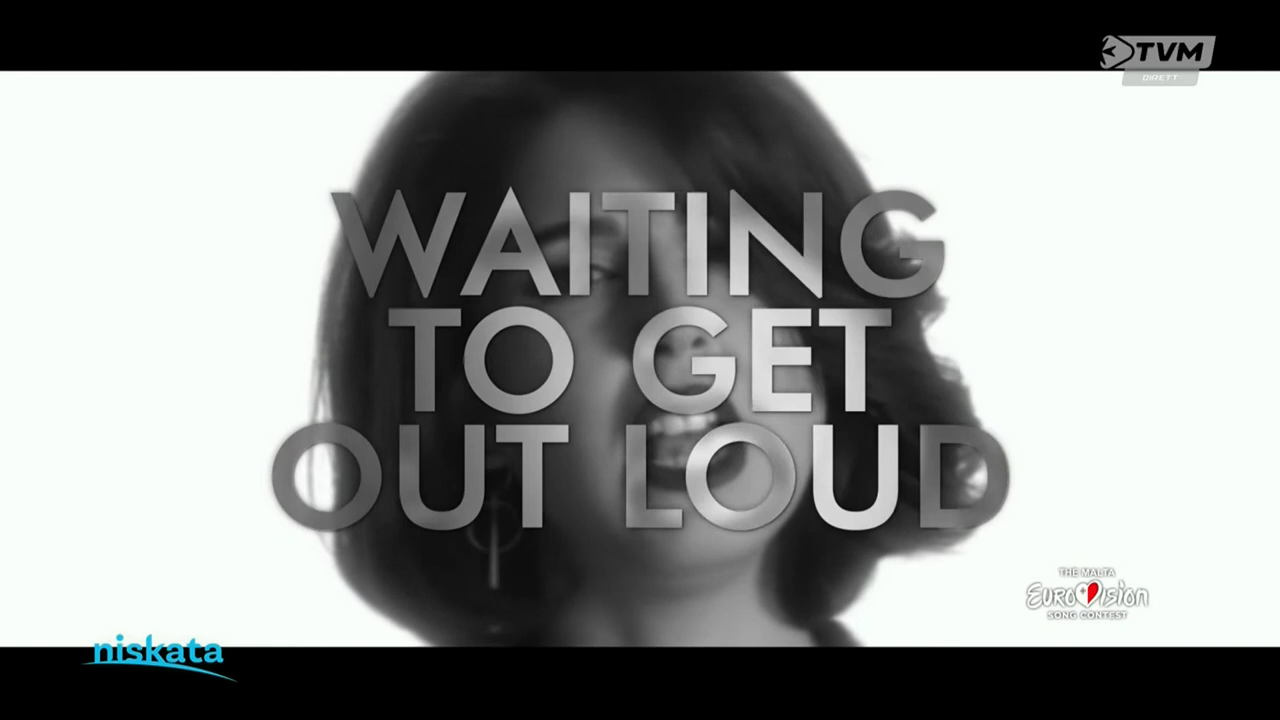 TVM
DIRETT
WAITING
TO GET
OUT LOUD
THE MALTA
EUROVISION
SONG CONTEST
niskata